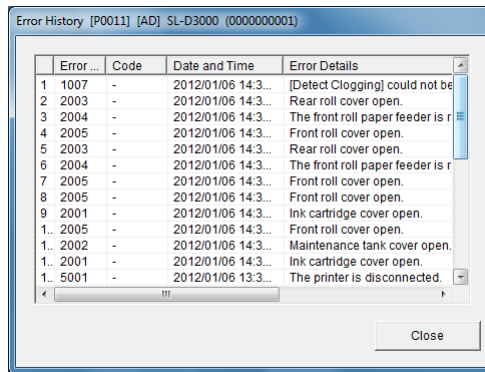 Error History [P0011] [AD] SL-D3000 (0000000001)
Error ... Code Date and Time Error Details
1 1007 - 2012/01/06 14:3... [Detect Clogging] could not be
2 2003 - 2012/01/06 14:3... Rear roll cover open.
3 2004 - 2012/01/06 14:3... The front roll paper feeder is r
4 2005 - 2012/01/06 14:3... Front roll cover open.
5 2003 - 2012/01/06 14:3... Rear roll cover open.
6 2004 - 2012/01/06 14:3... The front roll paper feeder is r
7 2005 - 2012/01/06 14:3... Front roll cover open.
8 2005 - 2012/01/06 14:3... Front roll cover open.
9 2001 - 2012/01/06 14:3... Ink cartridge cover open.
1.. 2005 - 2012/01/06 14:3... Front roll cover open.
1.. 2002 - 2012/01/06 14:3... Maintenance tank cover open.
1.. 2001 - 2012/01/06 14:3... Ink cartridge cover open.
1.. 5001 - 2012/01/06 13:3... The printer is disconnected.
Close